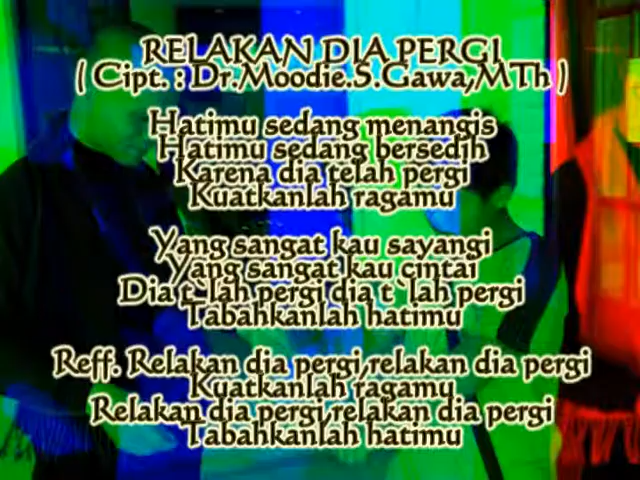 RELAKAN DIA PERGI
( Cipt. : Dr.Moodie.S.Gawa,MTh )
Hatimu sedang menangis
Hatimu sedang bersedih
Karena dia telah pergi
Kuatkanlah ragamu
Yang sangat kau sayangi
Yang sangat kau cintai
Dia t`lah pergi dia t`lah pergi
Tabahkanlah hatimu
Reff. Relakan dia pergi,relakan dia pergi
Kuatkanlah ragamu
Relakan dia pergi,relakan dia pergi
Tabahkanlah hatimu